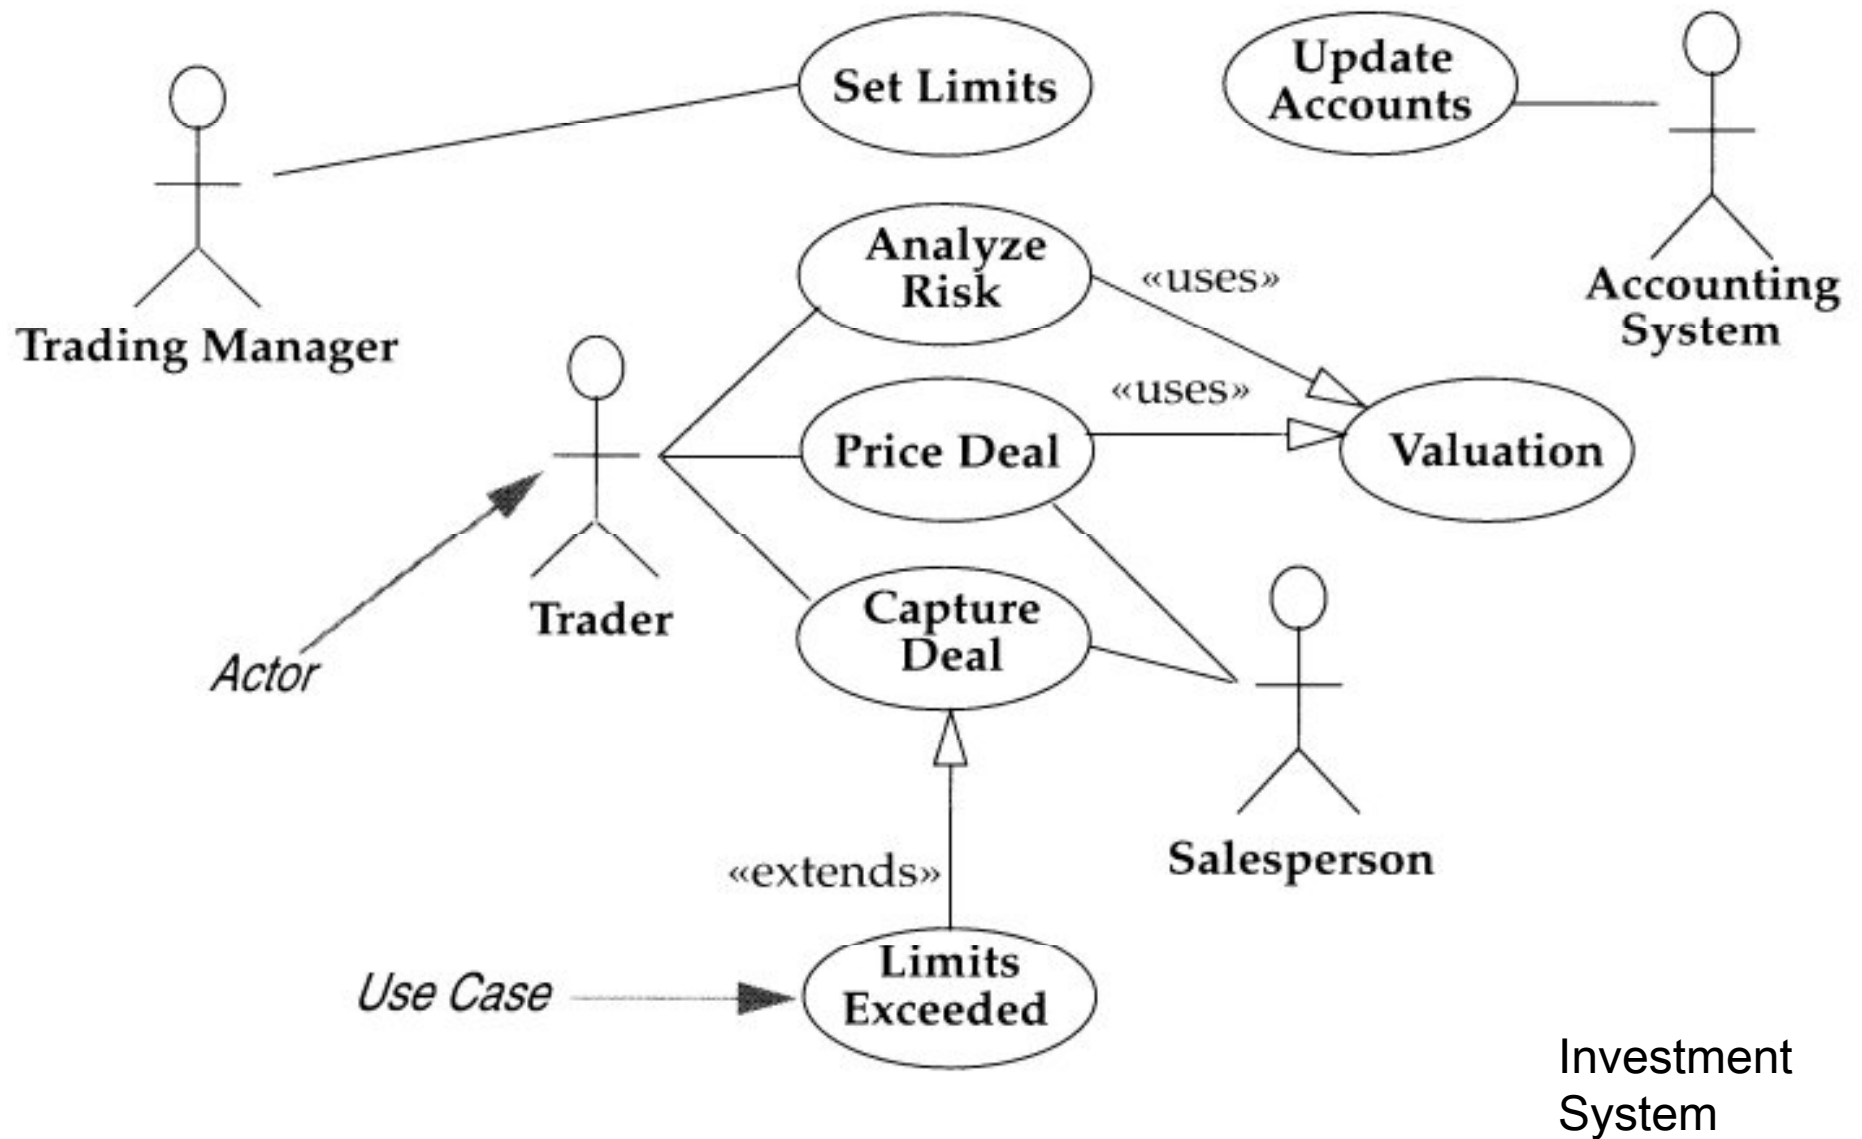 Set Limits
Update
Accounts
Analyze
Risk
«uses»
Accounting
System
Trading Manager
«uses»
Price Deal
Valuation
Trader
Capture
Deal
Actor
«extends»
Salesperson
Use Case
Limits
Exceeded
Investment
System